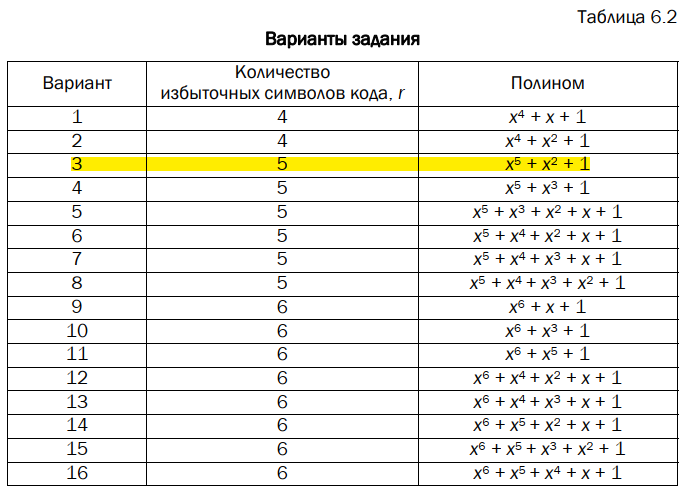 Таблица 6.2
Варианты задания
Вариант Количество избыточных символов кода, r Полином
1 4 x⁴ + x + 1
2 4 x⁴ + x² + 1
3 5 x⁵ + x² + 1
4 5 x⁵ + x³ + 1
5 5 x⁵ + x³ + x² + x + 1
6 5 x⁵ + x⁴ + x² + x + 1
7 5 x⁵ + x⁴ + x³ + x + 1
8 5 x⁵ + x⁴ + x³ + x² + 1
9 6 x⁶ + x + 1
10 6 x⁶ + x³ + 1
11 6 x⁶ + x⁵ + 1
12 6 x⁶ + x⁴ + x² + x + 1
13 6 x⁶ + x⁴ + x³ + x + 1
14 6 x⁶ + x⁵ + x² + x + 1
15 6 x⁶ + x⁵ + x³ + x² + 1
16 6 x⁶ + x⁵ + x⁴ + x + 1